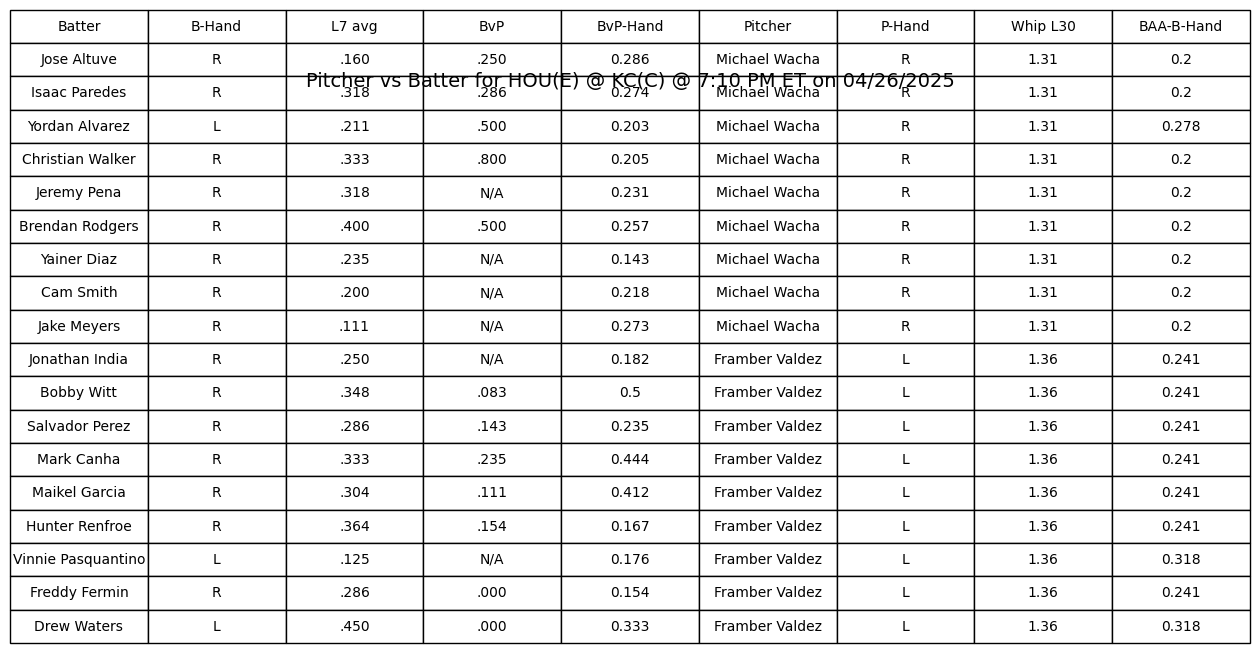 Batter B-Hand L7 avg BvP BvP-Hand Pitcher P-Hand Whip L30 BAA-B-Hand
Jose Altuve R .160 .250 0.286 Michael Wacha R 1.31 0.2
Pitcher vs Batter for HOU(E) @ KC(C) @ 7:10 PM ET on 04/26/2025
Isaac Paredes R .318 .286 0.274 Michael Wacha R 1.31 0.2
Yordan Alvarez L .211 .500 0.203 Michael Wacha R 1.31 0.278
Christian Walker R .333 .800 0.205 Michael Wacha R 1.31 0.2
Jeremy Pena R .318 N/A 0.231 Michael Wacha R 1.31 0.2
Brendan Rodgers R .400 .500 0.257 Michael Wacha R 1.31 0.2
Yainer Diaz R .235 N/A 0.143 Michael Wacha R 1.31 0.2
Cam Smith R .200 N/A 0.218 Michael Wacha R 1.31 0.2
Jake Meyers R .111 N/A 0.273 Michael Wacha R 1.31 0.2
Jonathan India R .250 N/A 0.182 Framber Valdez L 1.36 0.241
Bobby Witt R .348 .083 0.5 Framber Valdez L 1.36 0.241
Salvador Perez R .286 .143 0.235 Framber Valdez L 1.36 0.241
Mark Canha R .333 .235 0.444 Framber Valdez L 1.36 0.241
Maikel Garcia R .304 .111 0.412 Framber Valdez L 1.36 0.241
Hunter Renfroe R .364 .154 0.167 Framber Valdez L 1.36 0.241
Vinnie Pasquantino L .125 N/A 0.176 Framber Valdez L 1.36 0.318
Freddy Fermin R .286 .000 0.154 Framber Valdez L 1.36 0.241
Drew Waters L .450 .000 0.333 Framber Valdez L 1.36 0.318